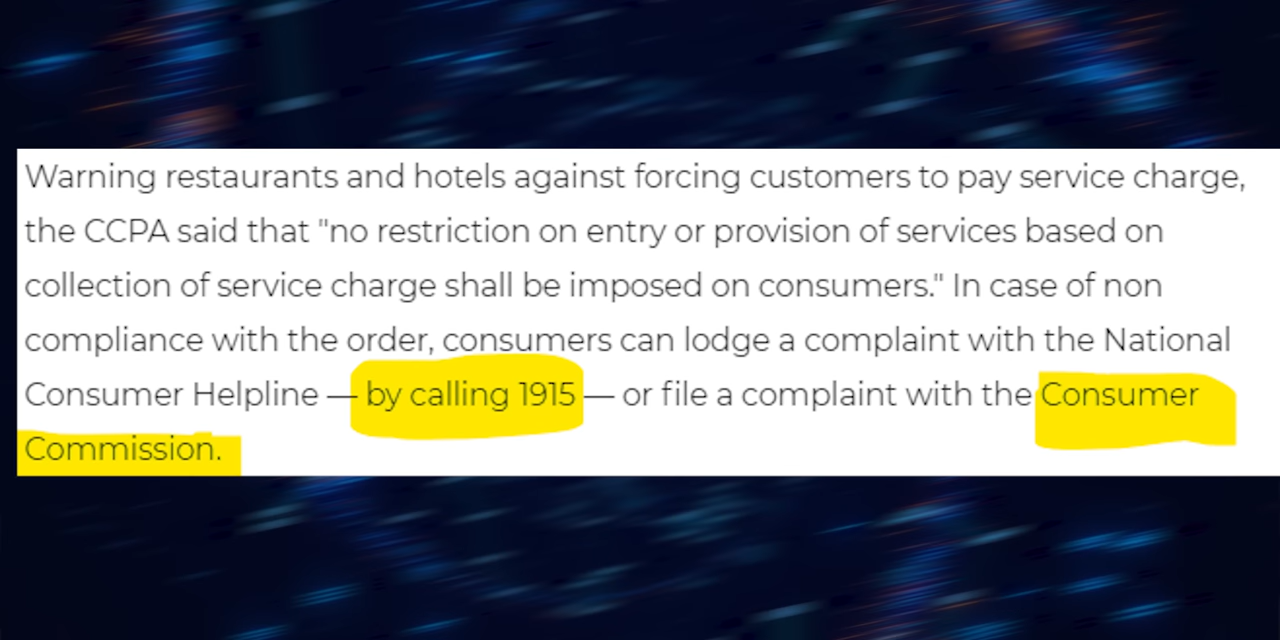 Warning restaurants and hotels against forcing customers to pay service charge,
the CCPA said that "no restriction on entry or provision of services based on
collection of service charge shall be imposed on consumers." In case of non
compliance with the order, consumers can lodge a complaint with the National
Consumer Helpline — by calling 1915 — or file a complaint with the Consumer
Commission.